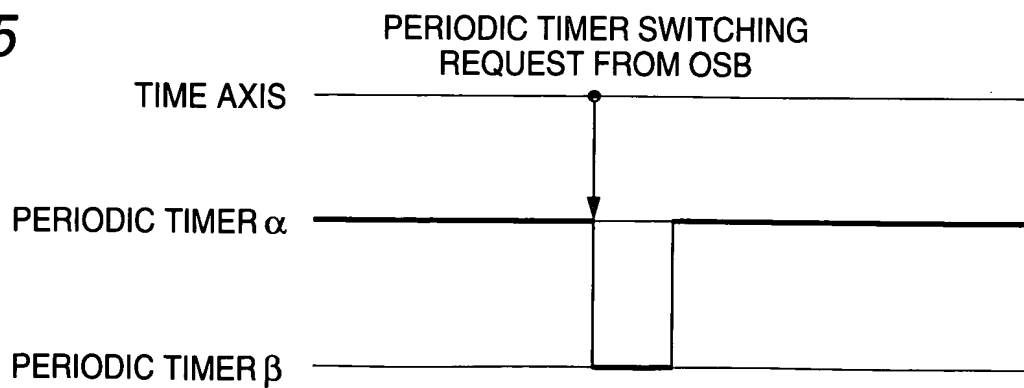 5
PERIODIC TIMER SWITCHING
REQUEST FROM OSB
TIME AXIS
PERIODIC TIMER α
PERIODIC TIMER β